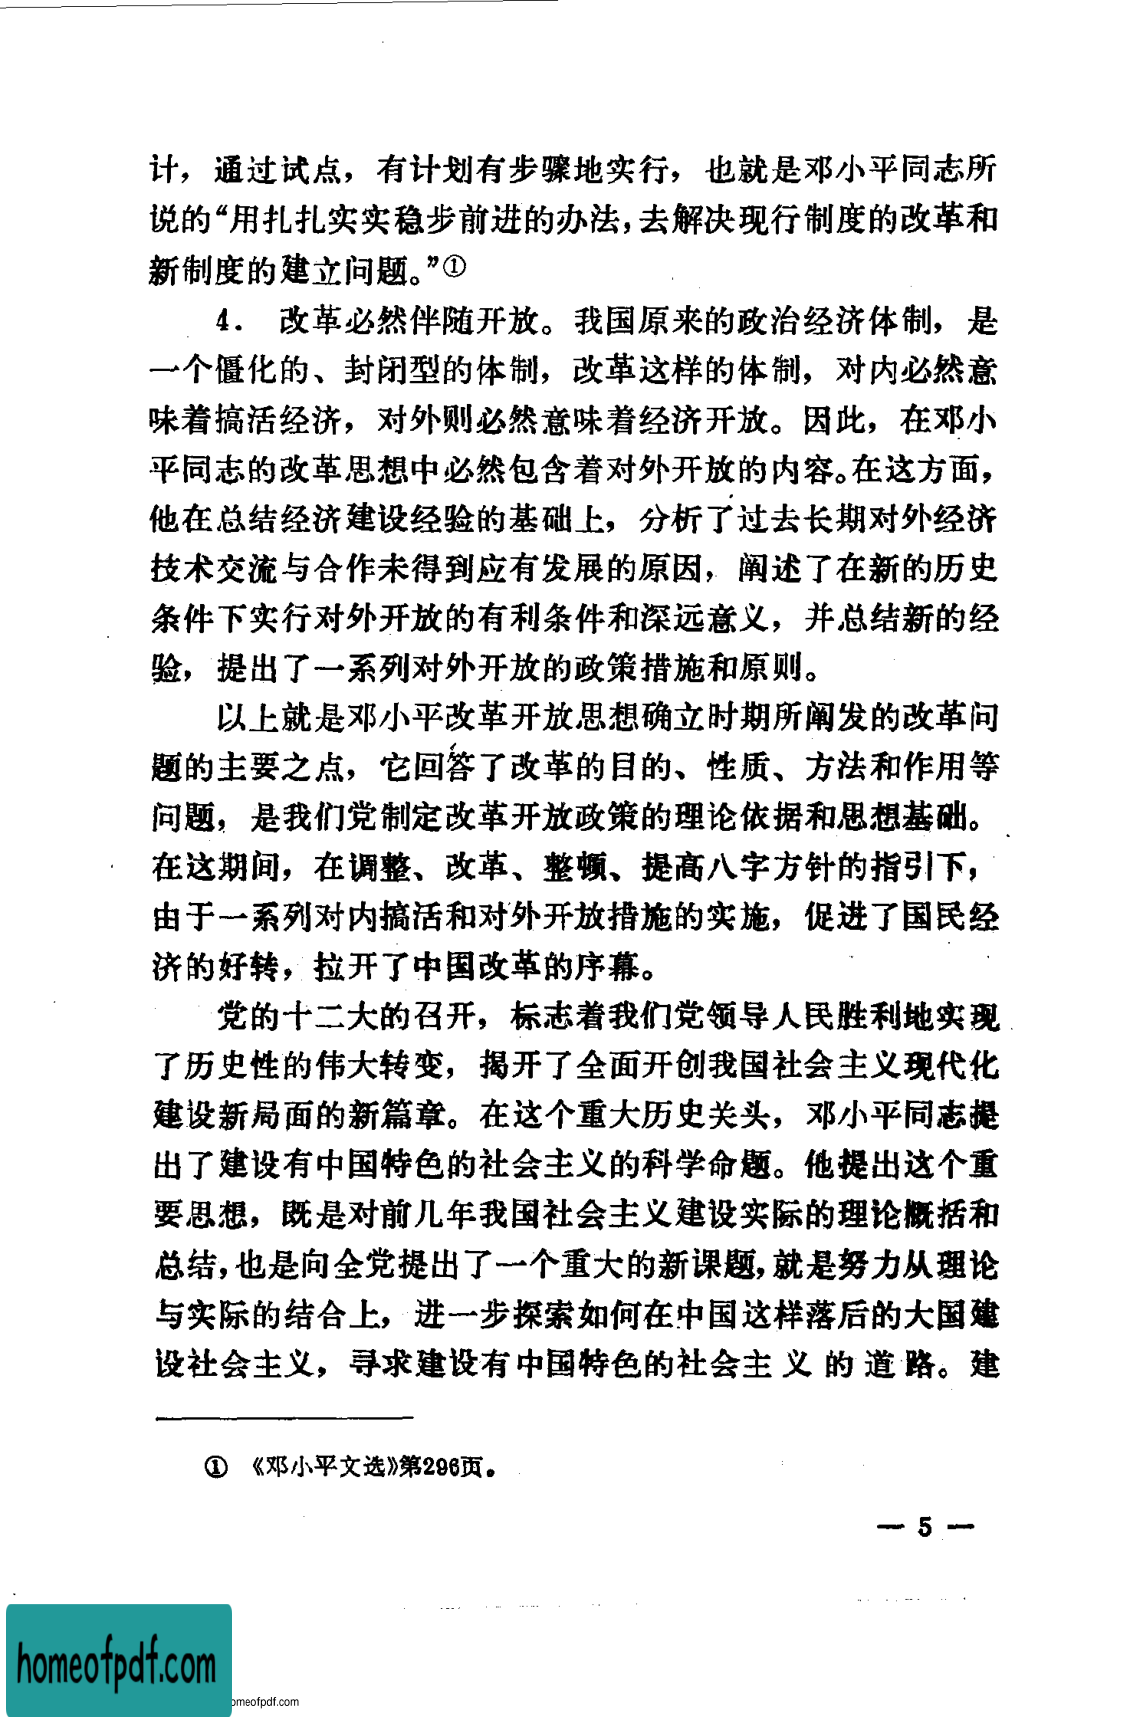 计，通过试点，有计划有步骤地实行，也就是邓小平同志所
说的“用扎扎实实稳步前进的办法，去解决现行制度的改革和
新制度的建立问题。”①
4． 改革必然伴随开放。我国原来的政治经济体制，是
一个僵化的、封闭型的体制，改革这样的体制，对内必然意
味着搞活经济，对外则必然意味着经济开放。因此，在邓小
平同志的改革思想中必然包含着对外开放的内容。在这方面，
他在总结经济建设经验的基础上，分析了过去长期对外经济
技术交流与合作未得到应有发展的原因，阐述了在新的历史
条件下实行对外开放的有利条件和深远意义，并总结新的经
验，提出了一系列对外开放的政策措施和原则。
以上就是邓小平改革开放思想确立时期所阐发的改革问
题的主要之点，它回答了改革的目的、性质、方法和作用等
问题，是我们党制定改革开放政策的理论依据和思想基础。
在这期间，在调整、改革、整顿、提高八字方针的指引下，
由于一系列对内搞活和对外开放措施的实施，促进了国民经
济的好转，拉开了中国改革的序幕。
党的十二大的召开，标志着我们党领导人民胜利地实现
了历史性的伟大转变，揭开了全面开创我国社会主义现代化
建设新局面的新篇章。在这个重大历史关头，邓小平同志提
出了建设有中国特色的社会主义的科学命题。他提出这个重
要思想，既是对前几年我国社会主义建设实际的理论概括和
总结，也是向全党提出了一个重大的新课题，就是努力从理论
与实际的结合上，进一步探索如何在中国这样落后的大国建
设社会主义，寻求建设有中国特色的社会主义的道路。建
① 《邓小平文选》第296页。
— 5 —
homeofpdf.com
omeofpdf.com